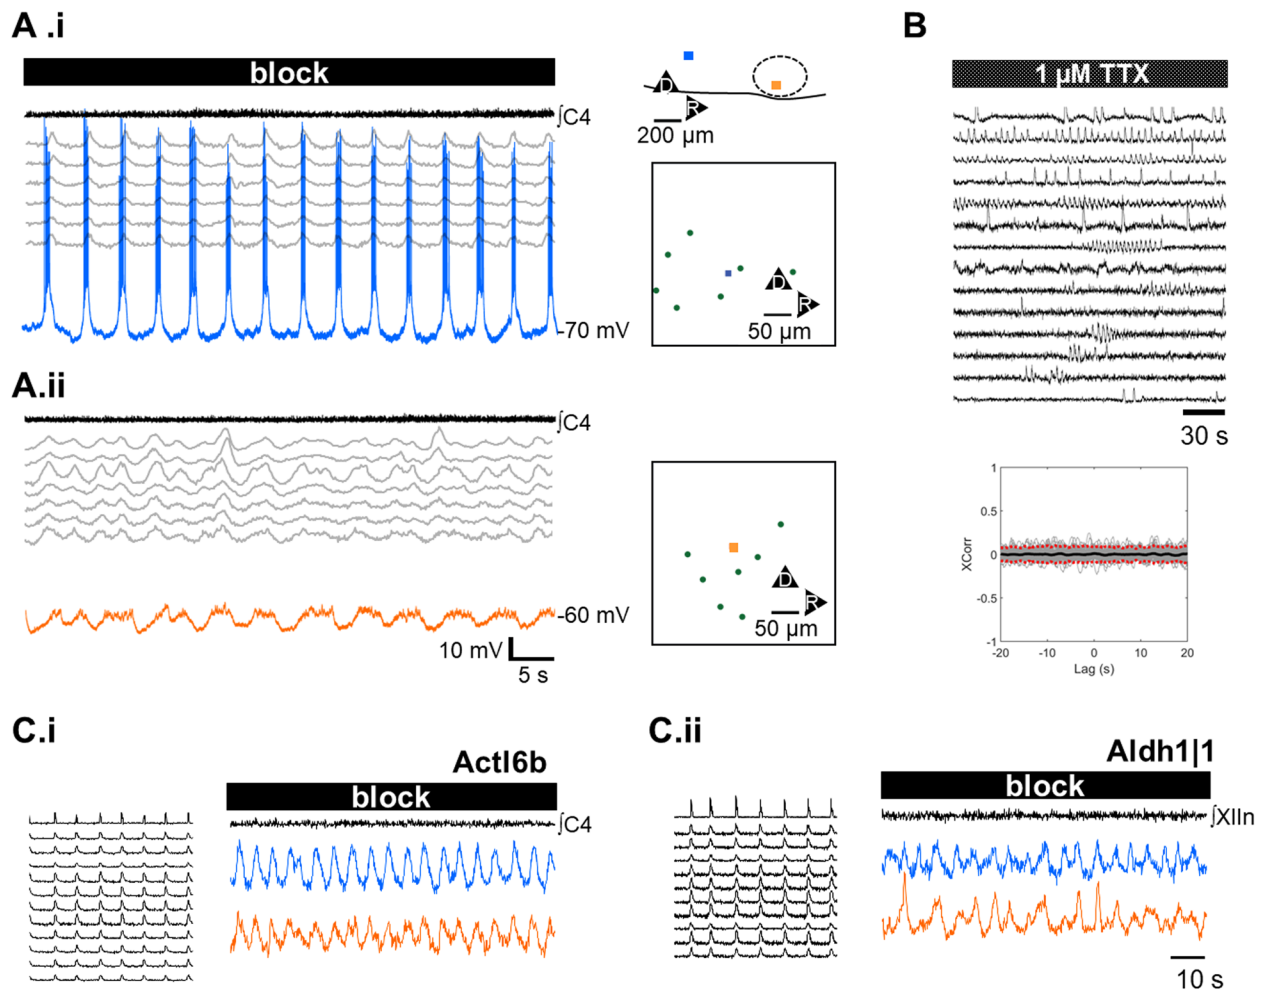 A .i
block
∫C4
-70 mV
D
R
200 µm
D
R
50 µm
B
1 µM TTX
30 s
A.ii
∫C4
-60 mV
10 mV
5 s
D
R
50 µm
1
0.5
0
-0.5
-1
XCorr
-20
-10
0
10
20
Lag (s)
C.i
Actl6b
block
∫C4
C.ii
Aldh1|1
block
∫XIIn
10 s